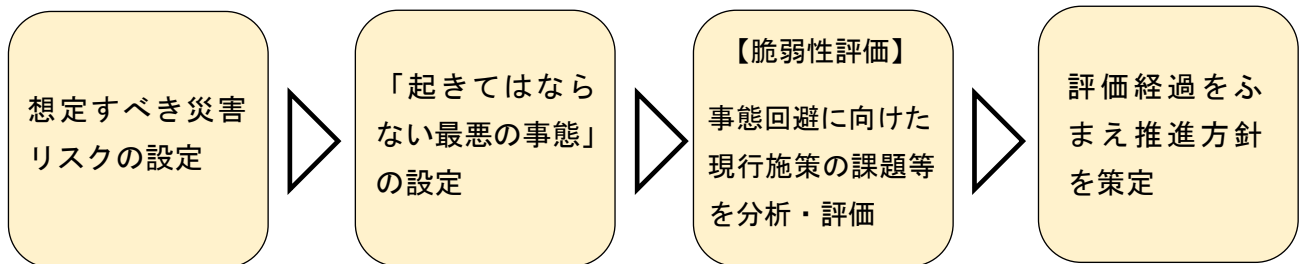 想定すべき災害
リスクの設定
「起きてはなら
ない最悪の事態」
の設定
【脆弱性評価】
事態回避に向けた
現行施策の課題等
を分析・評価
評価経過をふ
まえ推進方針
を策定